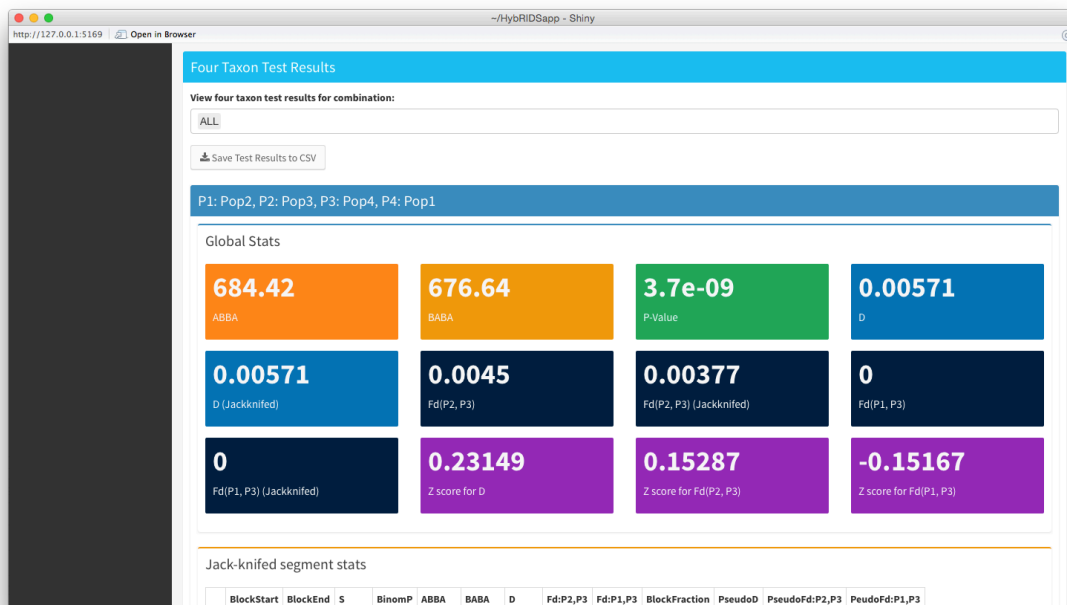 ~/HybRIDSapp - Shiny
http://127.0.0.1:5169 Open in Browser
Four Taxon Test Results
View four taxon test results for combination:
ALL
Save Test Results to CSV
P1: Pop2, P2: Pop3, P3: Pop4, P4: Pop1
Global Stats
684.42
ABBA
676.64
BABA
3.7e-09
P-Value
0.00571
D
0.00571
D (Jackknifed)
0.0045
Fd(P2, P3)
0.00377
Fd(P2, P3) (Jackknifed)
0
Fd(P1, P3)
0
Fd(P1, P3) (Jackknifed)
0.23149
Z score for D
0.15287
Z score for Fd(P2, P3)
-0.15167
Z score for Fd(P1, P3)
Jack-knifed segment stats
BlockStart BlockEnd S BinomP ABBA BABA D Fd:P2,P3 Fd:P1,P3 BlockFraction PseudoD PseudoFd:P2,P3 PeudoFd:P1,P3